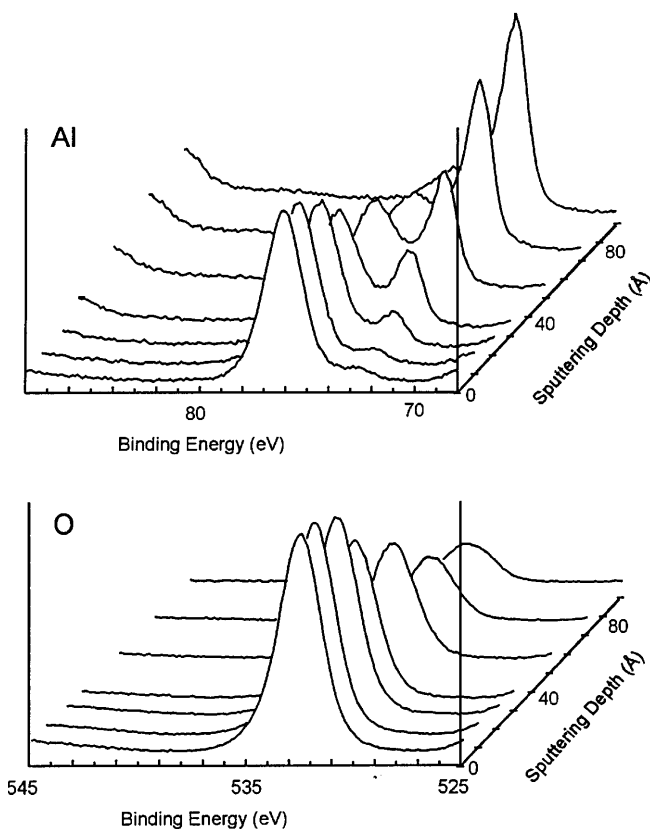 Al
80
70
0
40
80
Binding Energy (eV)
Sputtering Depth (Å)
O
545
535
525
0
40
80
Binding Energy (eV)
Sputtering Depth (Å)